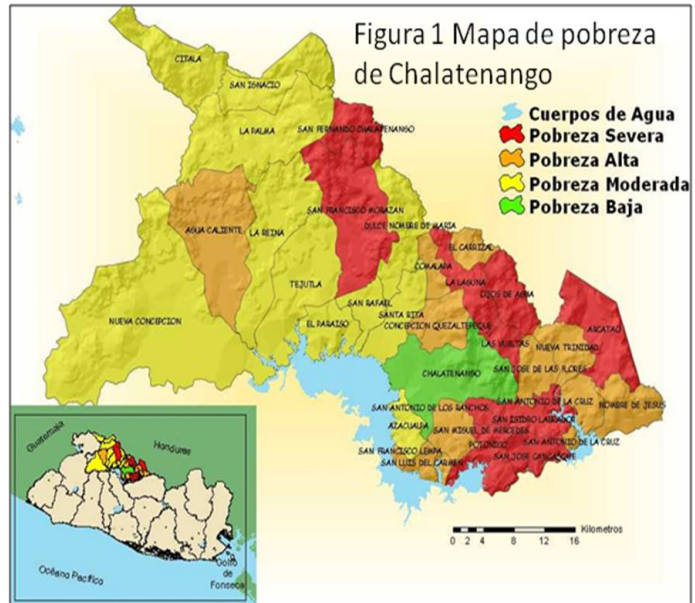 Figura 1 Mapa de pobreza
de Chalatenango
Cuerpos de Agua
Pobreza Severa
Pobreza Alta
Pobreza Moderada
Pobreza Baja
CITALA
SAN IGNACIO
LA PALMA
SAN FERNANDO CHALATENANGO
AGUA CALIENTE
LA REINA
SAN FRANCISCO MORAZAN
DULCE NOMBRE DE MARIA
EL CARRIZAL
COMALAPA
LA LAGUNA
OJOS DE AGUA
TEJUTLA
SAN RAFAEL
SANTA RITA
NUEVA CONCEPCION
EL PARAISO
CONCEPCION QUEZALTEPEQUE
ARCATAO
LAS VUELTAS
NUEVA TRINIDAD
CHALATENANGO
SAN JOSE DE LAS FLORES
SAN ANTONIO DE LA CRUZ
NOMBRE DE JESUS
SAN ANTONIO DE LOS RANCHOS
AZACUALPA
SAN ISIDRO LABRADOR
SAN MIGUEL DE MERCEDES
POTONICO
SAN ANTONIO DE LA CRUZ
SAN FRANCISCO LEMPA
SAN LUIS DEL CARMEN
SAN JOSE CANCASQUE
Kilometros
0 2 4 8 12 16
Guatemala
Honduras
Océano Pacífico
Golfo
de
Fonseca